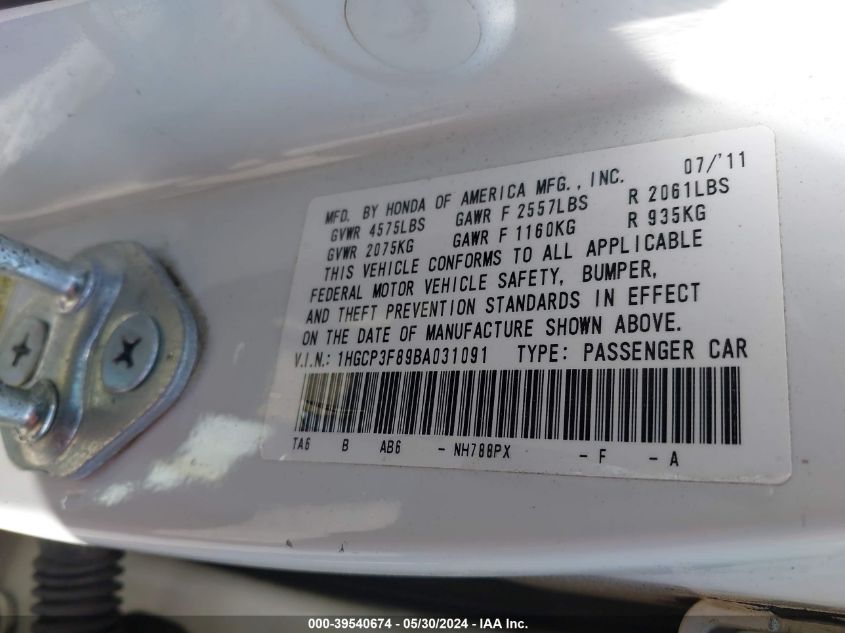 MFD. BY HONDA OF AMERICA MFG., INC. 07/'11
GVWR 4575LBS GAWR F 2557LBS R 2061LBS
GVWR 2075KG GAWR F 1160KG R 935KG
THIS VEHICLE CONFORMS TO ALL APPLICABLE
FEDERAL MOTOR VEHICLE SAFETY, BUMPER,
AND THEFT PREVENTION STANDARDS IN EFFECT
ON THE DATE OF MANUFACTURE SHOWN ABOVE.
V.I.N.: 1HGCP3F89BA031091 TYPE: PASSENGER CAR
TA6 B AB6 - NH788PX - F - A
000-39540674 / 05/30/2024 - IAA Inc.